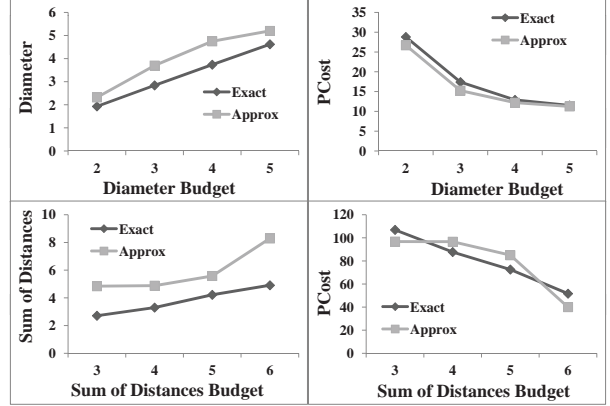 Diameter
6
5
4
3
2
1
0
Exact
Approx
2 3 4 5
Diameter Budget
PCost
35
30
25
20
15
10
5
0
Exact
Approx
2 3 4 5
Diameter Budget
Sum of Distances
10
8
6
4
2
0
Exact
Approx
3 4 5 6
Sum of Distances Budget
PCost
120
100
80
60
40
20
0
Exact
Approx
3 4 5 6
Sum of Distances Budget